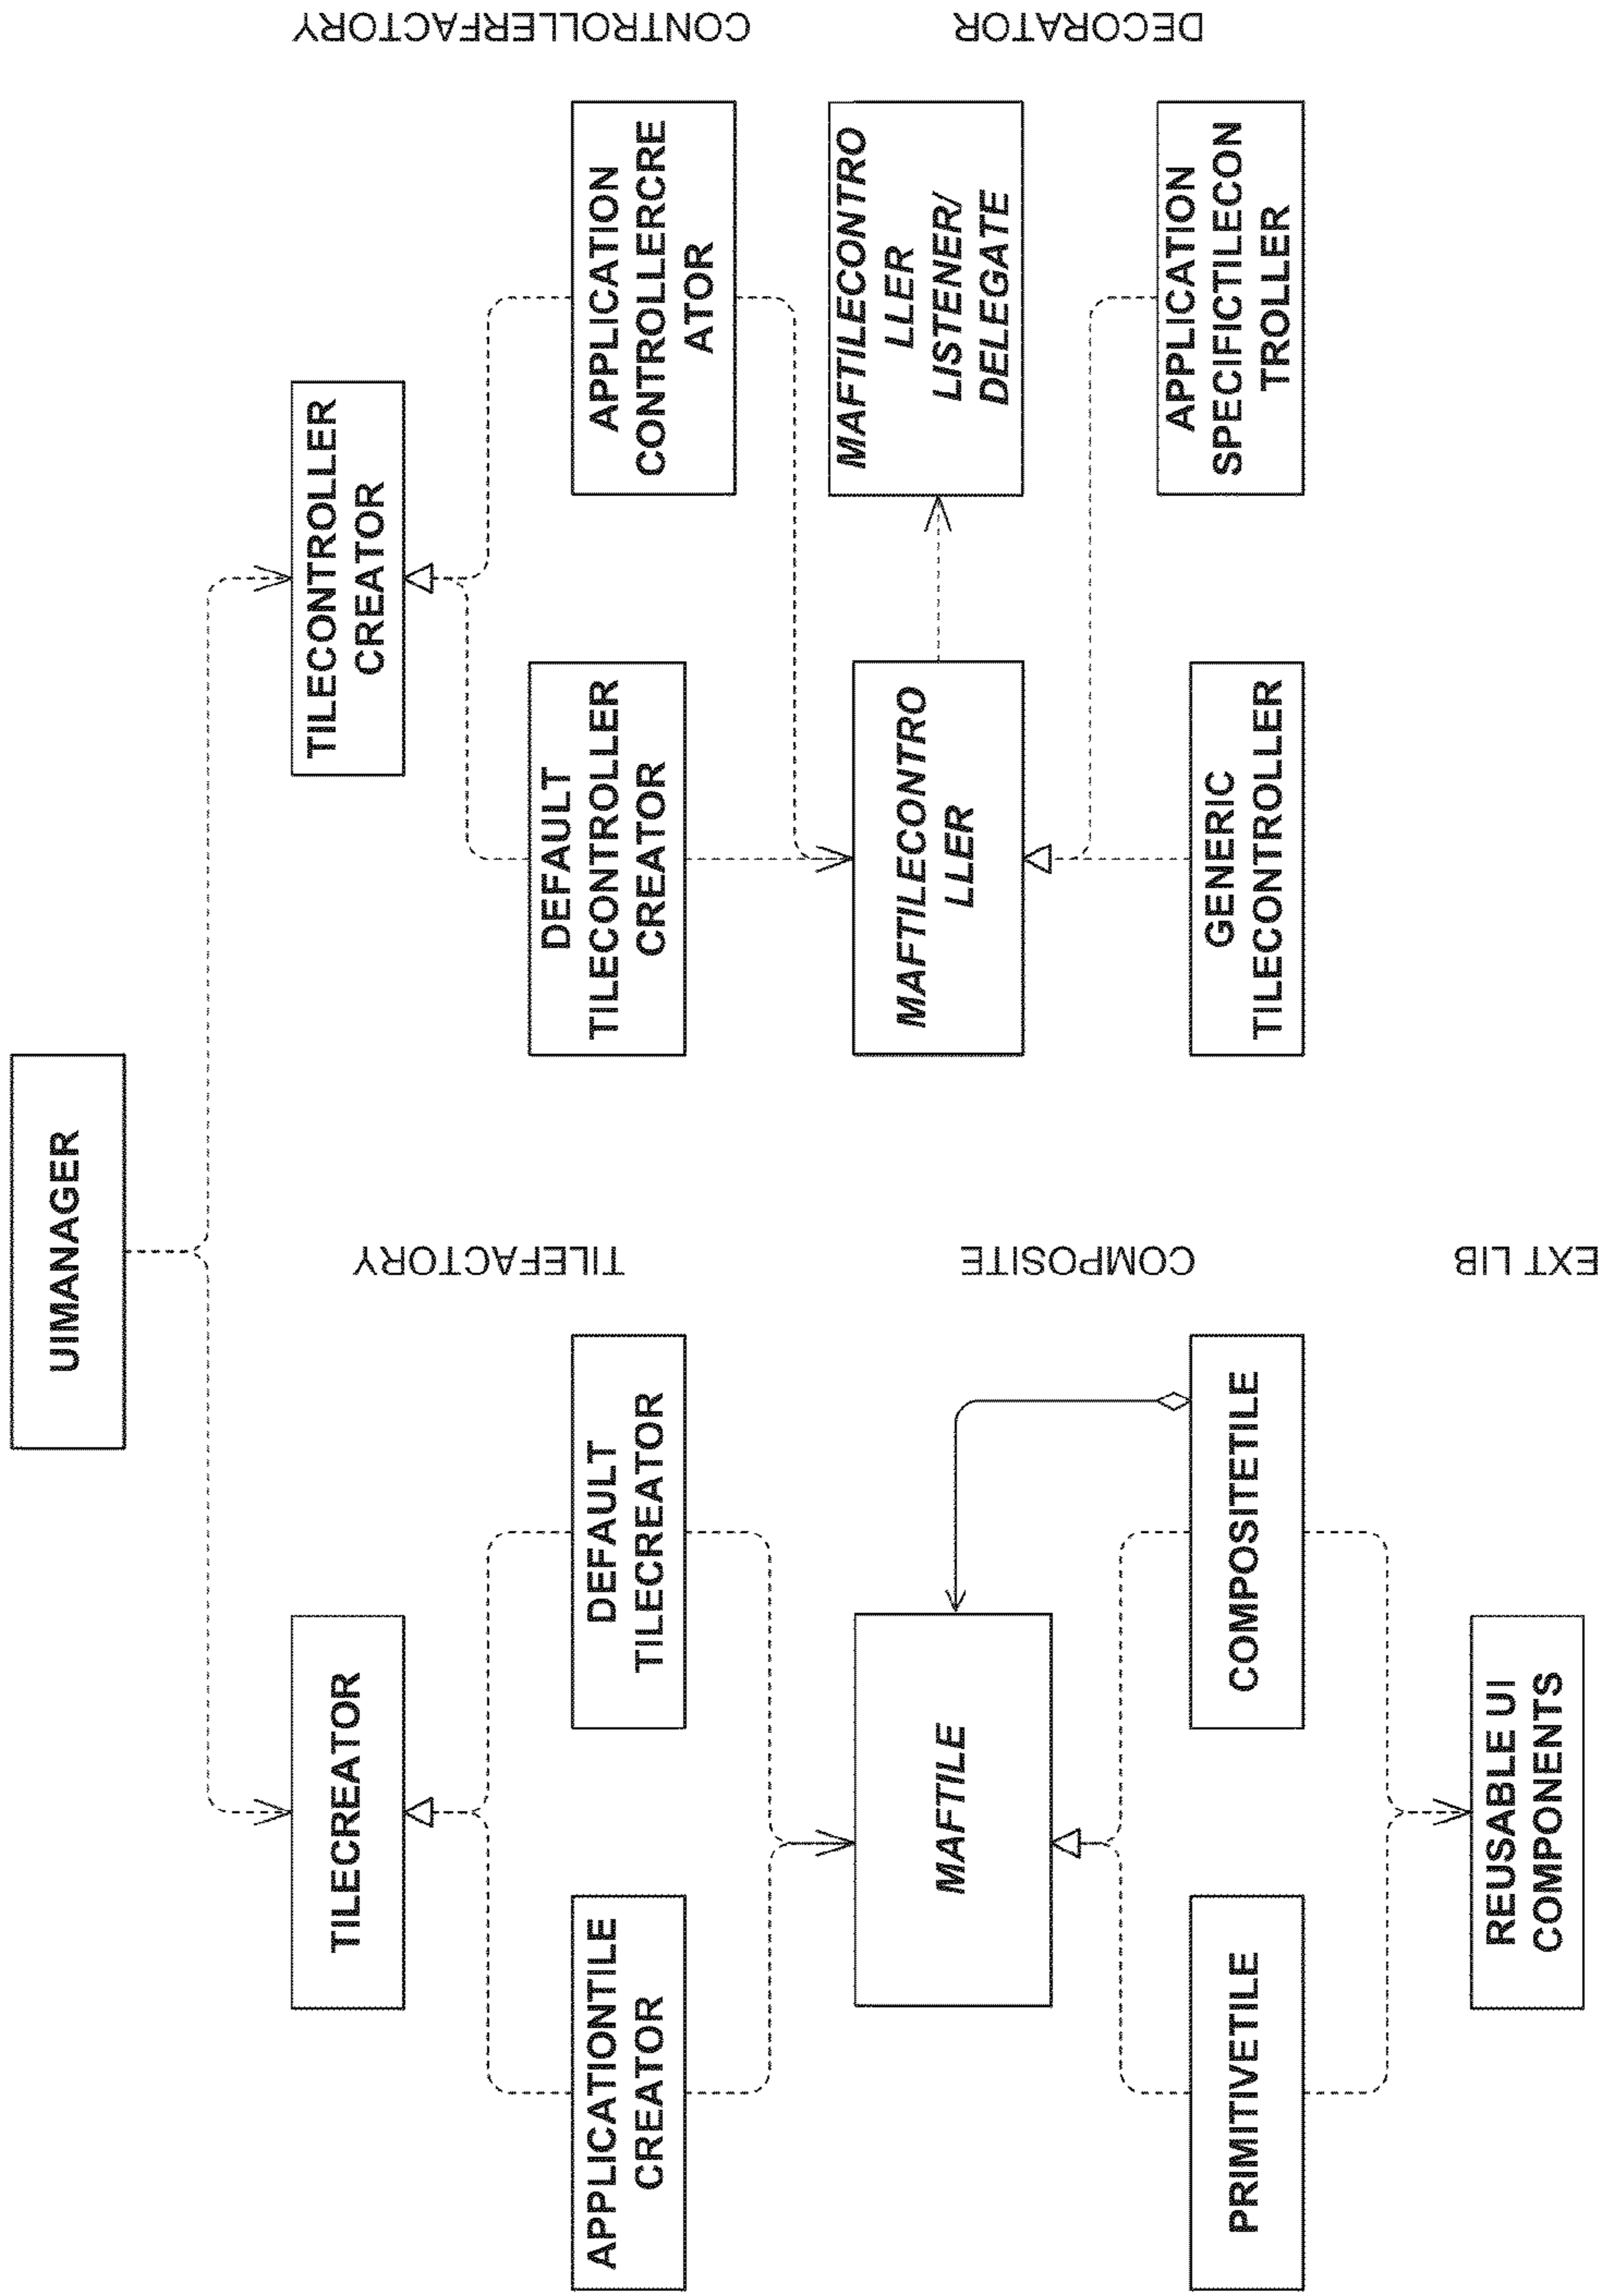 UIMANAGER
TILECREATOR
TILECONTROLLER
CREATOR
TILEFACTORY
CONTROLLERFACTORY
APPLICATIONTILE
CREATOR
DEFAULT
TILECREATOR
DEFAULT
TILECONTROLLER
CREATOR
APPLICATION
CONTROLLERCRE
ATOR
MAFTILE
COMPOSITE
MAFTILECONTRO
LLER
MAFTILECONTRO
LLER
LISTENER/
DELEGATE
DECORATOR
PRIMITIVETILE
COMPOSITETILE
GENERIC
TILECONTROLLER
APPLICATION
SPECIFICTILECON
TROLLER
REUSABLE UI
COMPONENTS
EXT LIB